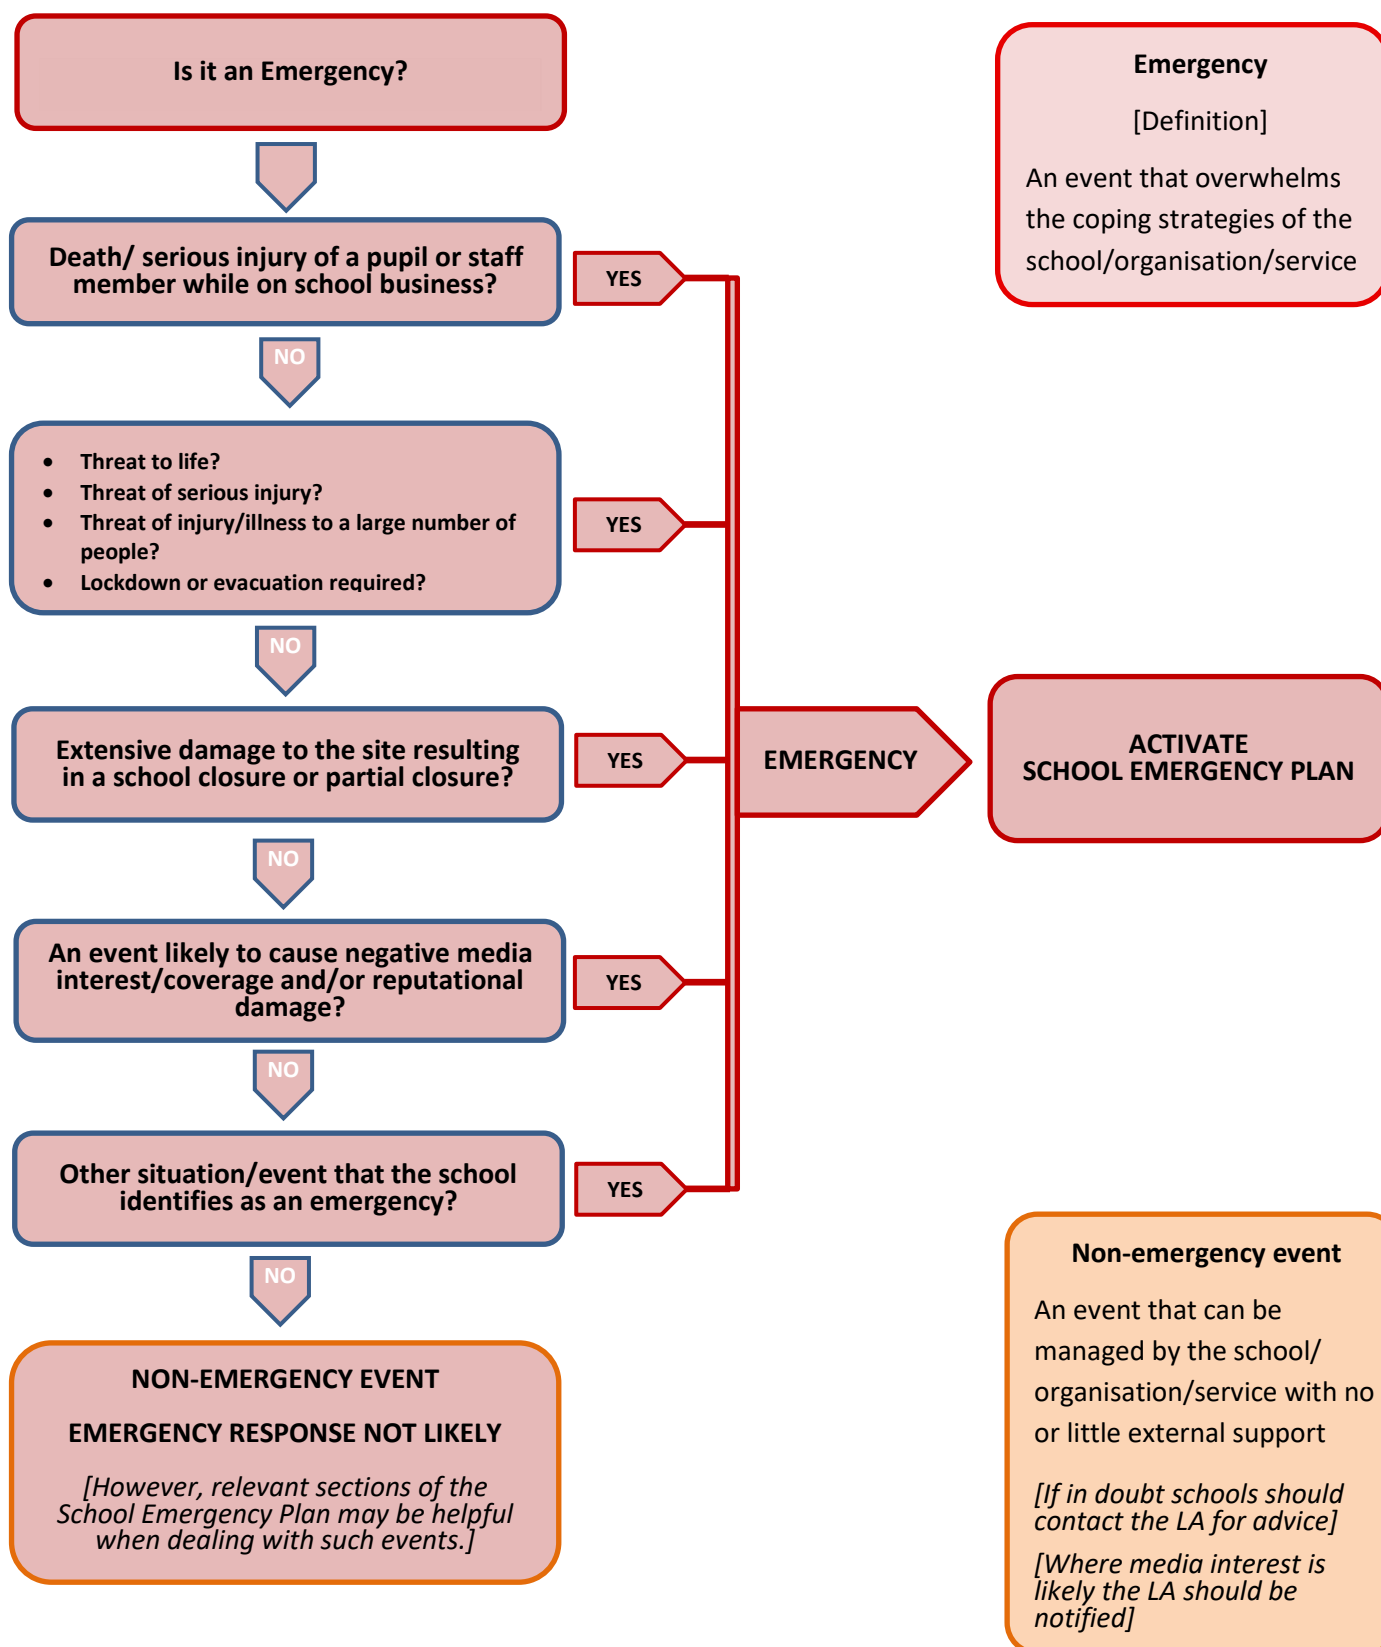 Is it an Emergency?
Emergency
[Definition]
An event that overwhelms
the coping strategies of the
school/organisation/service
Death/ serious injury of a pupil or staff
member while on school business?
YES
NO
• Threat to life?
• Threat of serious injury?
• Threat of injury/illness to a large number of
people?
• Lockdown or evacuation required?
YES
NO
Extensive damage to the site resulting
in a school closure or partial closure?
YES
EMERGENCY
ACTIVATE
SCHOOL EMERGENCY PLAN
NO
An event likely to cause negative media
interest/coverage and/or reputational
damage?
YES
NO
Other situation/event that the school
identifies as an emergency?
YES
NO
NON-EMERGENCY EVENT
EMERGENCY RESPONSE NOT LIKELY
[However, relevant sections of the
School Emergency Plan may be helpful
when dealing with such events.]
Non-emergency event
An event that can be
managed by the school/
organisation/service with no
or little external support
[If in doubt schools should
contact the LA for advice]
[Where media interest is
likely the LA should be
notified]